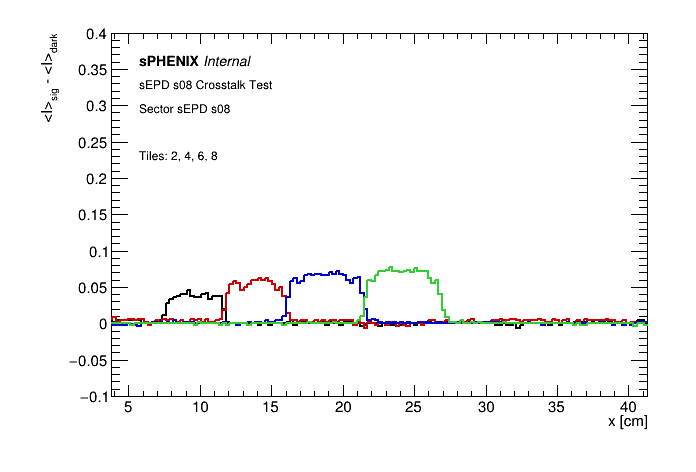 <I>sig - <I>dark
0.4
0.35
0.3
0.25
0.2
0.15
0.1
0.05
0
−0.05
−0.1
sPHENIX Internal
sEPD s08 Crosstalk Test
Sector sEPD s08
Tiles: 2, 4, 6, 8
5 10 15 20 25 30 35 40
x [cm]